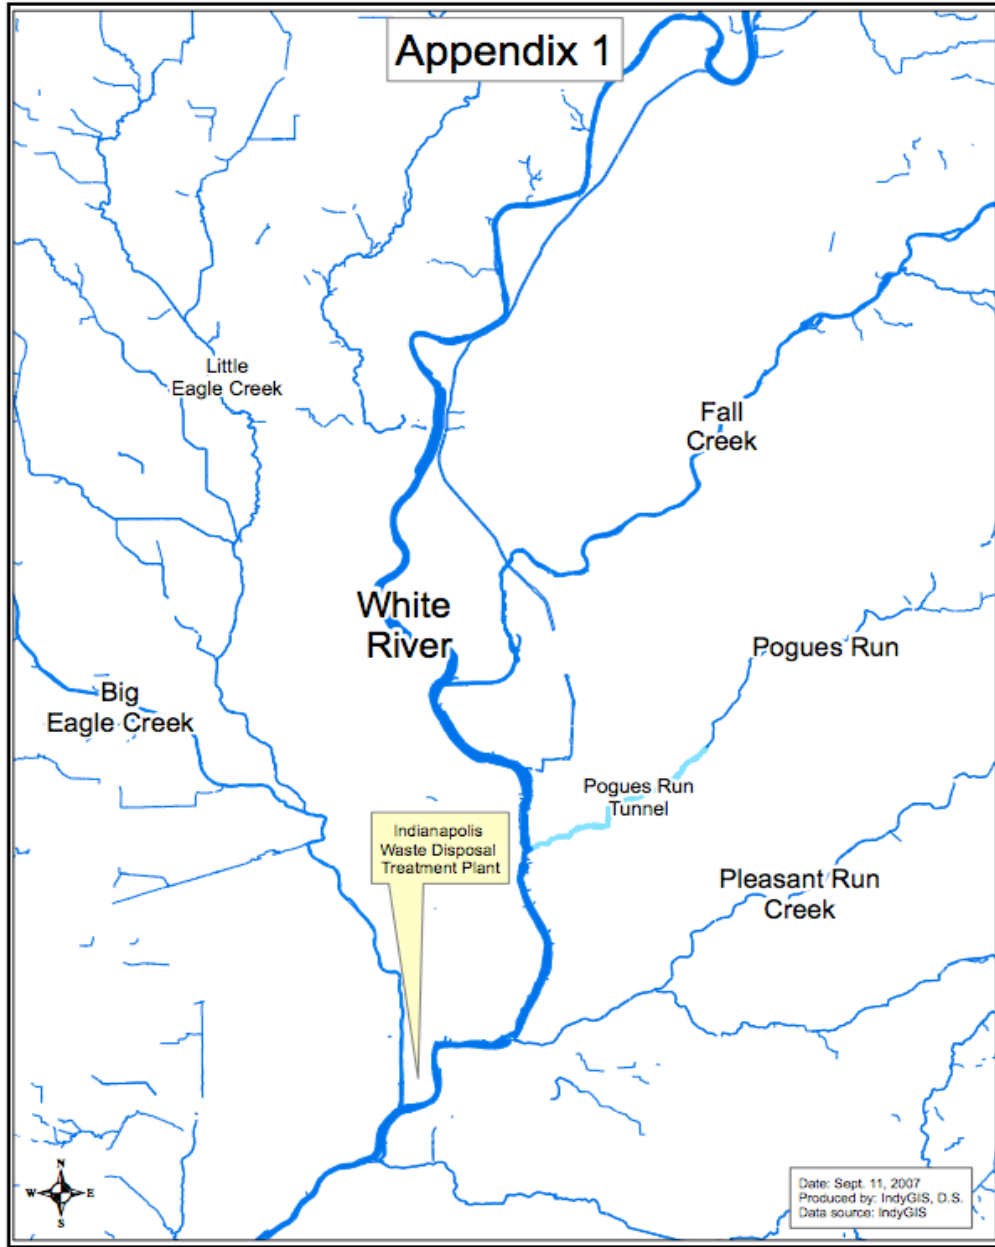 Appendix 1
Little
Eagle Creek
Fall
Creek
White
River
Pogues Run
Big
Eagle Creek
Pogues Run
Tunnel
Indianapolis
Waste Disposal
Treatment Plant
Pleasant Run
Creek
N
W E
S
Date: Sept. 11, 2007
Produced by: IndyGIS, D.S.
Data source: IndyGIS